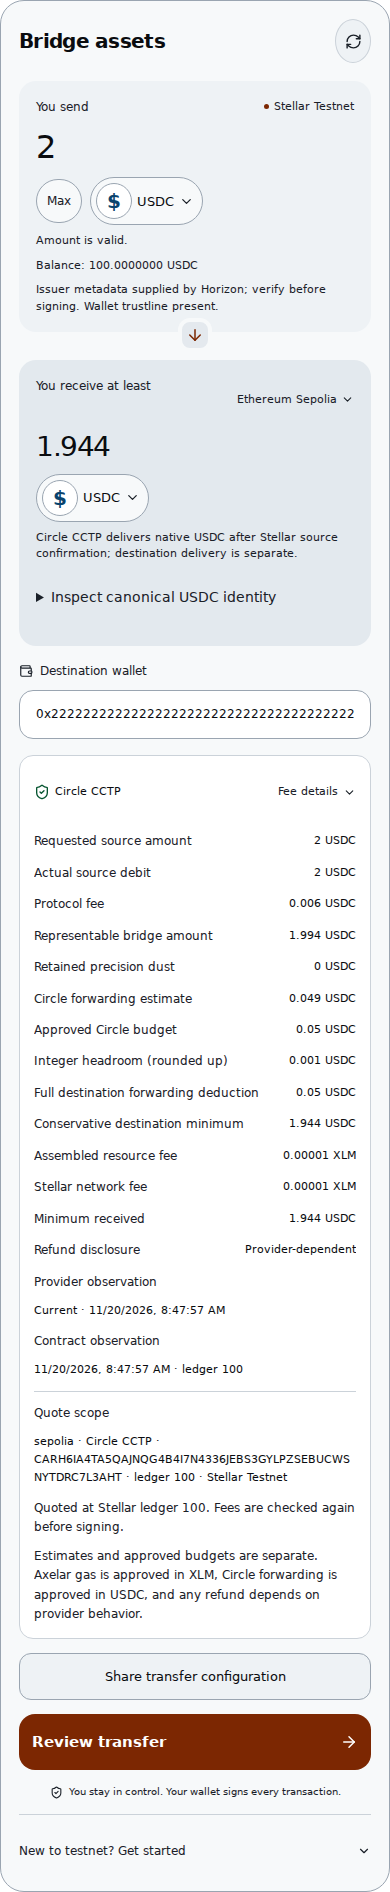 Bridge assets
You send
Stellar Testnet
2
Max
$ USDC
Amount is valid.
Balance: 100.0000000 USDC
Issuer metadata supplied by Horizon; verify before
signing. Wallet trustline present.
You receive at least
Ethereum Sepolia
1.944
$ USDC
Circle CCTP delivers native USDC after Stellar source
confirmation; destination delivery is separate.
Inspect canonical USDC identity
Destination wallet
0x2222222222222222222222222222222222222222
Circle CCTP
Fee details
Requested source amount 2 USDC
Actual source debit 2 USDC
Protocol fee 0.006 USDC
Representable bridge amount 1.994 USDC
Retained precision dust 0 USDC
Circle forwarding estimate 0.049 USDC
Approved Circle budget 0.05 USDC
Integer headroom (rounded up) 0.001 USDC
Full destination forwarding deduction 0.05 USDC
Conservative destination minimum 1.944 USDC
Assembled resource fee 0.00001 XLM
Stellar network fee 0.00001 XLM
Minimum received 1.944 USDC
Refund disclosure Provider-dependent
Provider observation
Current · 11/20/2026, 8:47:57 AM
Contract observation
11/20/2026, 8:47:57 AM · ledger 100
Quote scope
sepolia · Circle CCTP ·
CARH6IA4TA5QAJNQG4B4I7N4336JEBS3GYLPZSEBUCWS
NYTDRC7L3AHT · ledger 100 · Stellar Testnet
Quoted at Stellar ledger 100. Fees are checked again
before signing.
Estimates and approved budgets are separate.
Axelar gas is approved in XLM, Circle forwarding is
approved in USDC, and any refund depends on
provider behavior.
Share transfer configuration
Review transfer
You stay in control. Your wallet signs every transaction.
New to testnet? Get started